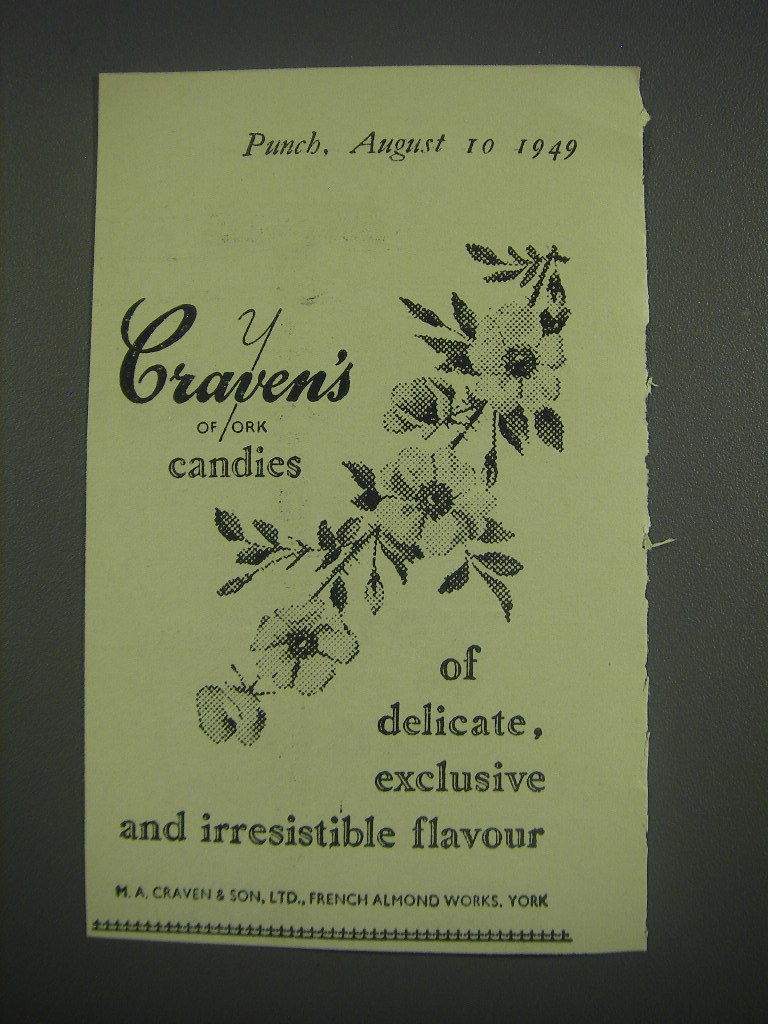 Punch, August 10 1949
Craven's
OF YORK
candies
of
delicate,
exclusive
and irresistible flavour
M. A. CRAVEN & SON, LTD., FRENCH ALMOND WORKS, YORK